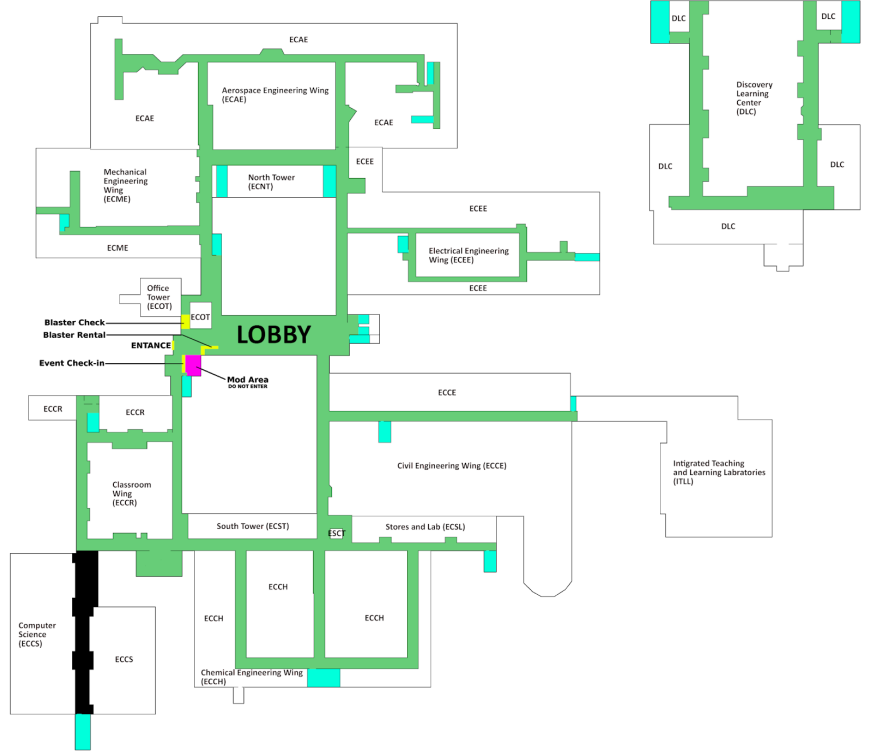 ECAE
DLC
DLC
Aerospace Engineering Wing
(ECAE)
Discovery
Learning
Center
(DLC)
ECAE
ECAE
Mechanical
Engineering
Wing
(ECME)
North Tower
(ECNT)
ECEE
DLC
DLC
ECEE
DLC
ECME
Electrical Engineering
Wing (ECEE)
ECEE
Office
Tower
(ECOT)
ECOT
Blaster Check
Blaster Rental
LOBBY
ENTANCE
Event Check-in
Mod Area
DO NOT ENTER
ECCE
ECCR
ECCR
Civil Engineering Wing (ECCE)
Intigrated Teaching
and Learning Labratories
(ITLL)
Classroom
Wing
(ECCR)
South Tower (ECST)
ESCT
Stores and Lab (ECSL)
ECCH
ECCH
ECCH
Computer
Science
(ECCS)
ECCS
Chemical Engineering Wing
(ECCH)